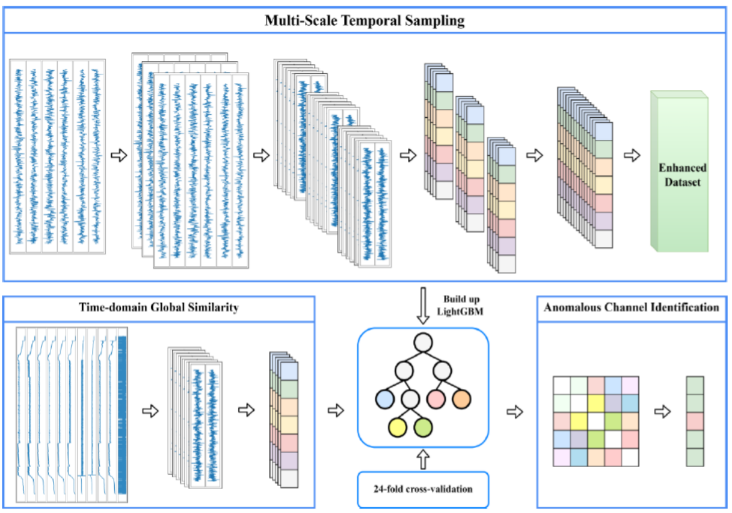 Multi-Scale Temporal Sampling
Enhanced
Dataset
Time-domain Global Similarity
Build up
LightGBM
Anomalous Channel Identification
24-fold cross-validation